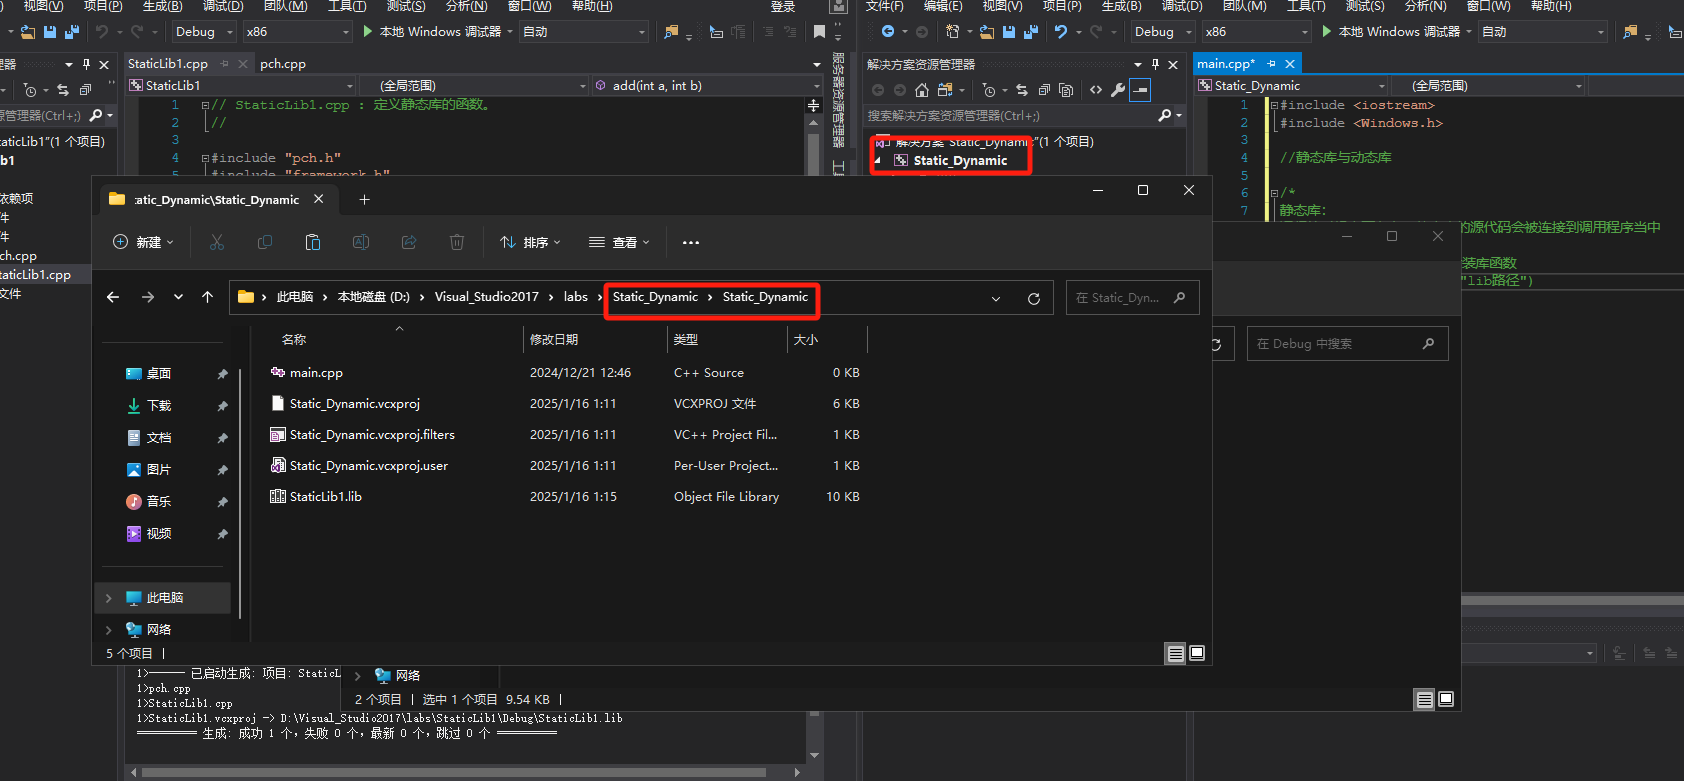 视图(V) 项目(P) 生成(B) 调试(D) 团队(M) 工具(T) 测试(S) 分析(N) 窗口(W) 帮助(H) 登录
文件(F) 编辑(E) 视图(V) 项目(P) 生成(B) 调试(D) 团队(M) 工具(T) 测试(S) 分析(N) 窗口(W) 帮助(H)
Debug x86 本地 Windows 调试器 自动
Debug x86 本地 Windows 调试器 自动
理器
StaticLib1.cpp pch.cpp
StaticLib1 (全局范围) add(int a, int b)
源管理器(Ctrl+;)
taticLib1"(1 个项目)
b1
依赖项
件
件
ch.cpp
taticLib1.cpp
文件
1 // StaticLib1.cpp : 定义静态库的函数。
2 //
3
4 #include "pch.h"
5 #include "framework.h"
服务器资源管理器
工
解决方案资源管理器
搜索解决方案资源管理器(Ctrl+;)
解决方案"Static_Dynamic"(1 个项目)
Static_Dynamic
main.cpp*
Static_Dynamic (全局范围)
1 #include <iostream>
2 #include <Windows.h>
3
4 //静态库与动态库
5
6 /*
7 静态库:
的源代码会被连接到调用程序当中
装库函数
"lib路径")
tatic_Dynamic\Static_Dynamic
新建 排序 查看
此电脑 本地磁盘 (D:) Visual_Studio2017 labs Static_Dynamic Static_Dynamic
在 Static_Dyn...
名称 修改日期 类型 大小
main.cpp 2024/12/21 12:46 C++ Source 0 KB
Static_Dynamic.vcxproj 2025/1/16 1:11 VCXPROJ 文件 6 KB
Static_Dynamic.vcxproj.filters 2025/1/16 1:11 VC++ Project Fil... 1 KB
Static_Dynamic.vcxproj.user 2025/1/16 1:11 Per-User Project... 1 KB
StaticLib1.lib 2025/1/16 1:15 Object File Library 10 KB
桌面
下载
文档
图片
音乐
视频
此电脑
网络
5 个项目
在 Debug 中搜索
网络
2 个项目 选中 1 个项目 9.54 KB
1>------ 已启动生成: 项目: StaticL
1>pch.cpp
1>StaticLib1.cpp
1>StaticLib1.vcxproj -> D:\Visual_Studio2017\labs\StaticLib1\Debug\StaticLib1.lib
========== 生成: 成功 1 个，失败 0 个，最新 0 个，跳过 0 个 ==========